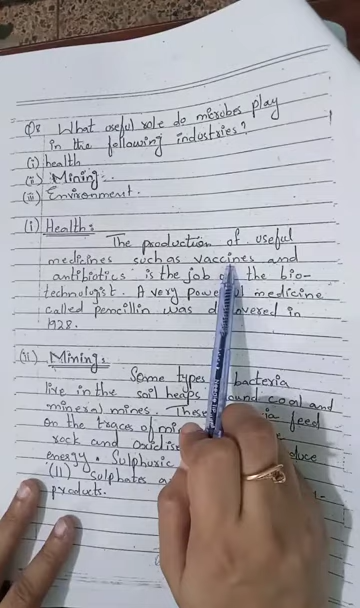 Q8 What useful role do microbes play
in the following industries?
(i) health
(ii) Mining.
(iii) Environment.
(i) Health:
The production of useful
medicines such as vaccines and
antibiotics is the job of the bio-
technologist. A very powerful medicine
called pencillin was discovered in
1928.
(ii) Mining:
Some types bacteria
live in the soil heaps around coal and
mineral mines. These feed
on the traces of
rock and oxidise
energy. Sulphuric
(II) Sulphates
products.